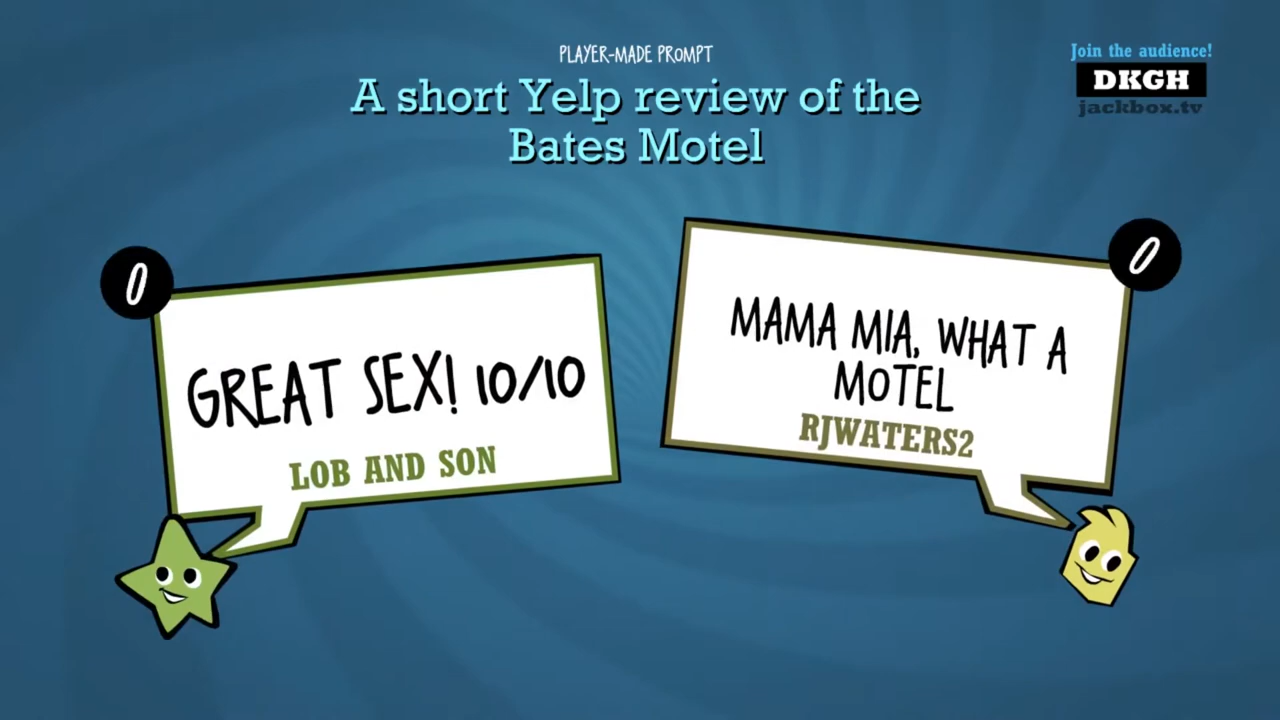 PLAYER-MADE PROMPT
A short Yelp review of the
Bates Motel
Join the audience!
DKGH
jackbox.tv
0
GREAT SEX! 10/10
LOB AND SON
0
MAMA MIA, WHAT A
MOTEL
RJWATERS2